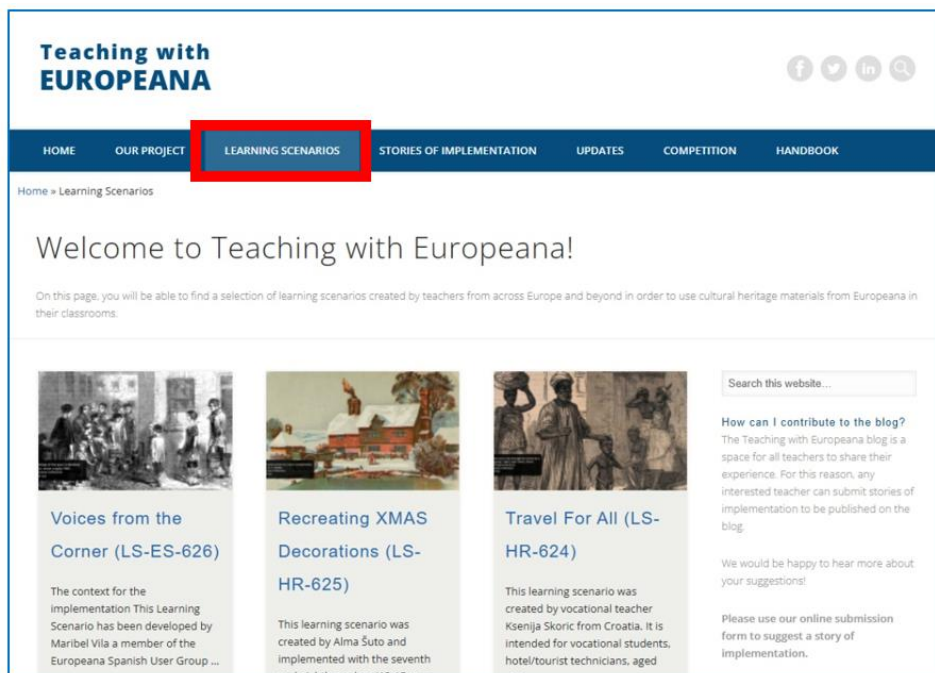 Teaching with
EUROPEANA
HOME OUR PROJECT LEARNING SCENARIOS STORIES OF IMPLEMENTATION UPDATES COMPETITION HANDBOOK
Home » Learning Scenarios
Welcome to Teaching with Europeana!
On this page, you will be able to find a selection of learning scenarios created by teachers from across Europe and beyond in order to use cultural heritage materials from Europeana in
their classrooms.
Voices from the
Corner (LS-ES-626)
The context for the
implementation This Learning
Scenario has been developed by
Maribel Vila a member of the
Europeana Spanish User Group ...
Recreating XMAS
Decorations (LS-
HR-625)
This learning scenario was
created by Alma Šuto and
implemented with the seventh
Travel For All (LS-
HR-624)
This learning scenario was
created by vocational teacher
Ksenija Skoric from Croatia. It is
intended for vocational students,
hotel/tourist technicians, aged
Search this website...
How can I contribute to the blog?
The Teaching with Europeana blog is a
space for all teachers to share their
experience. For this reason, any
interested teacher can submit stories of
implementation to be published on the
blog.
We would be happy to hear more about
your suggestions!
Please use our online submission
form to suggest a story of
implementation.